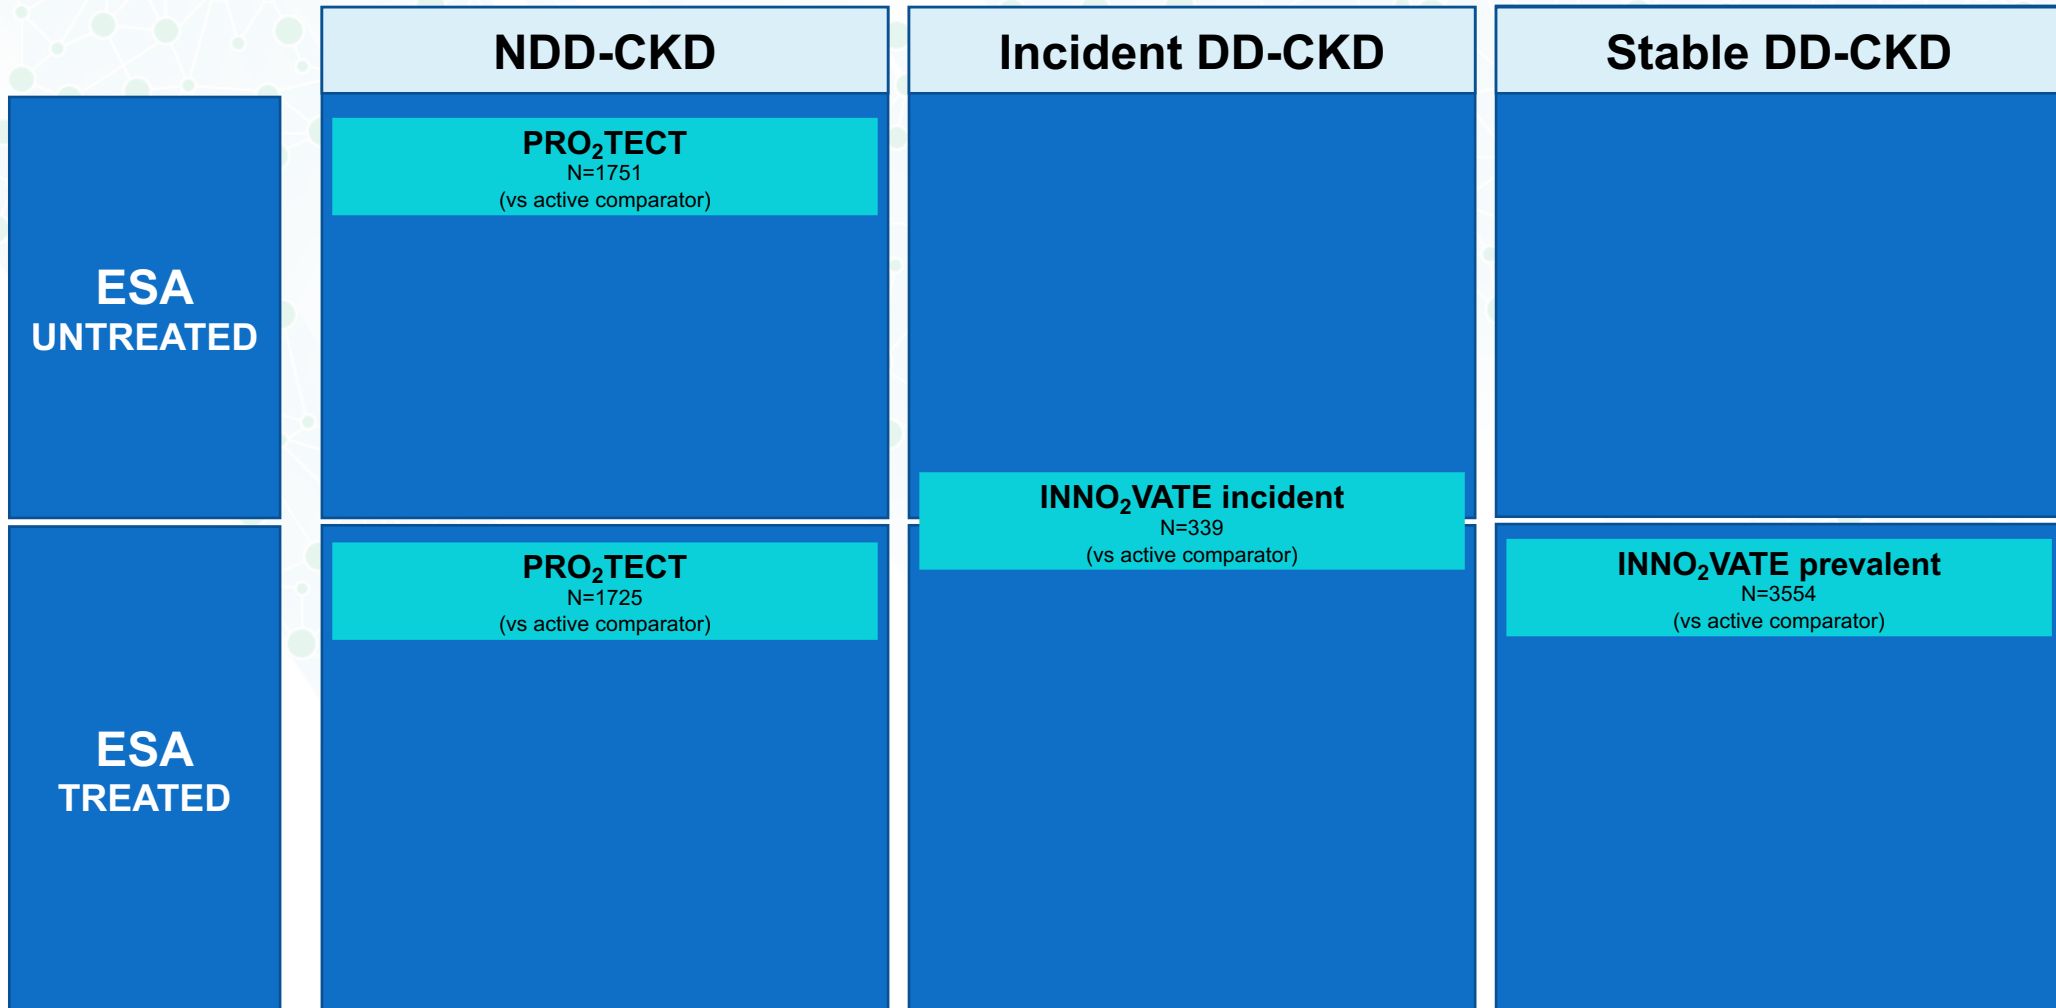 NDD-CKD
Incident DD-CKD
Stable DD-CKD
ESA
UNTREATED
PRO₂TECT
N=1751
(vs active comparator)
INNO₂VATE incident
N=339
(vs active comparator)
ESA
TREATED
PRO₂TECT
N=1725
(vs active comparator)
INNO₂VATE prevalent
N=3554
(vs active comparator)